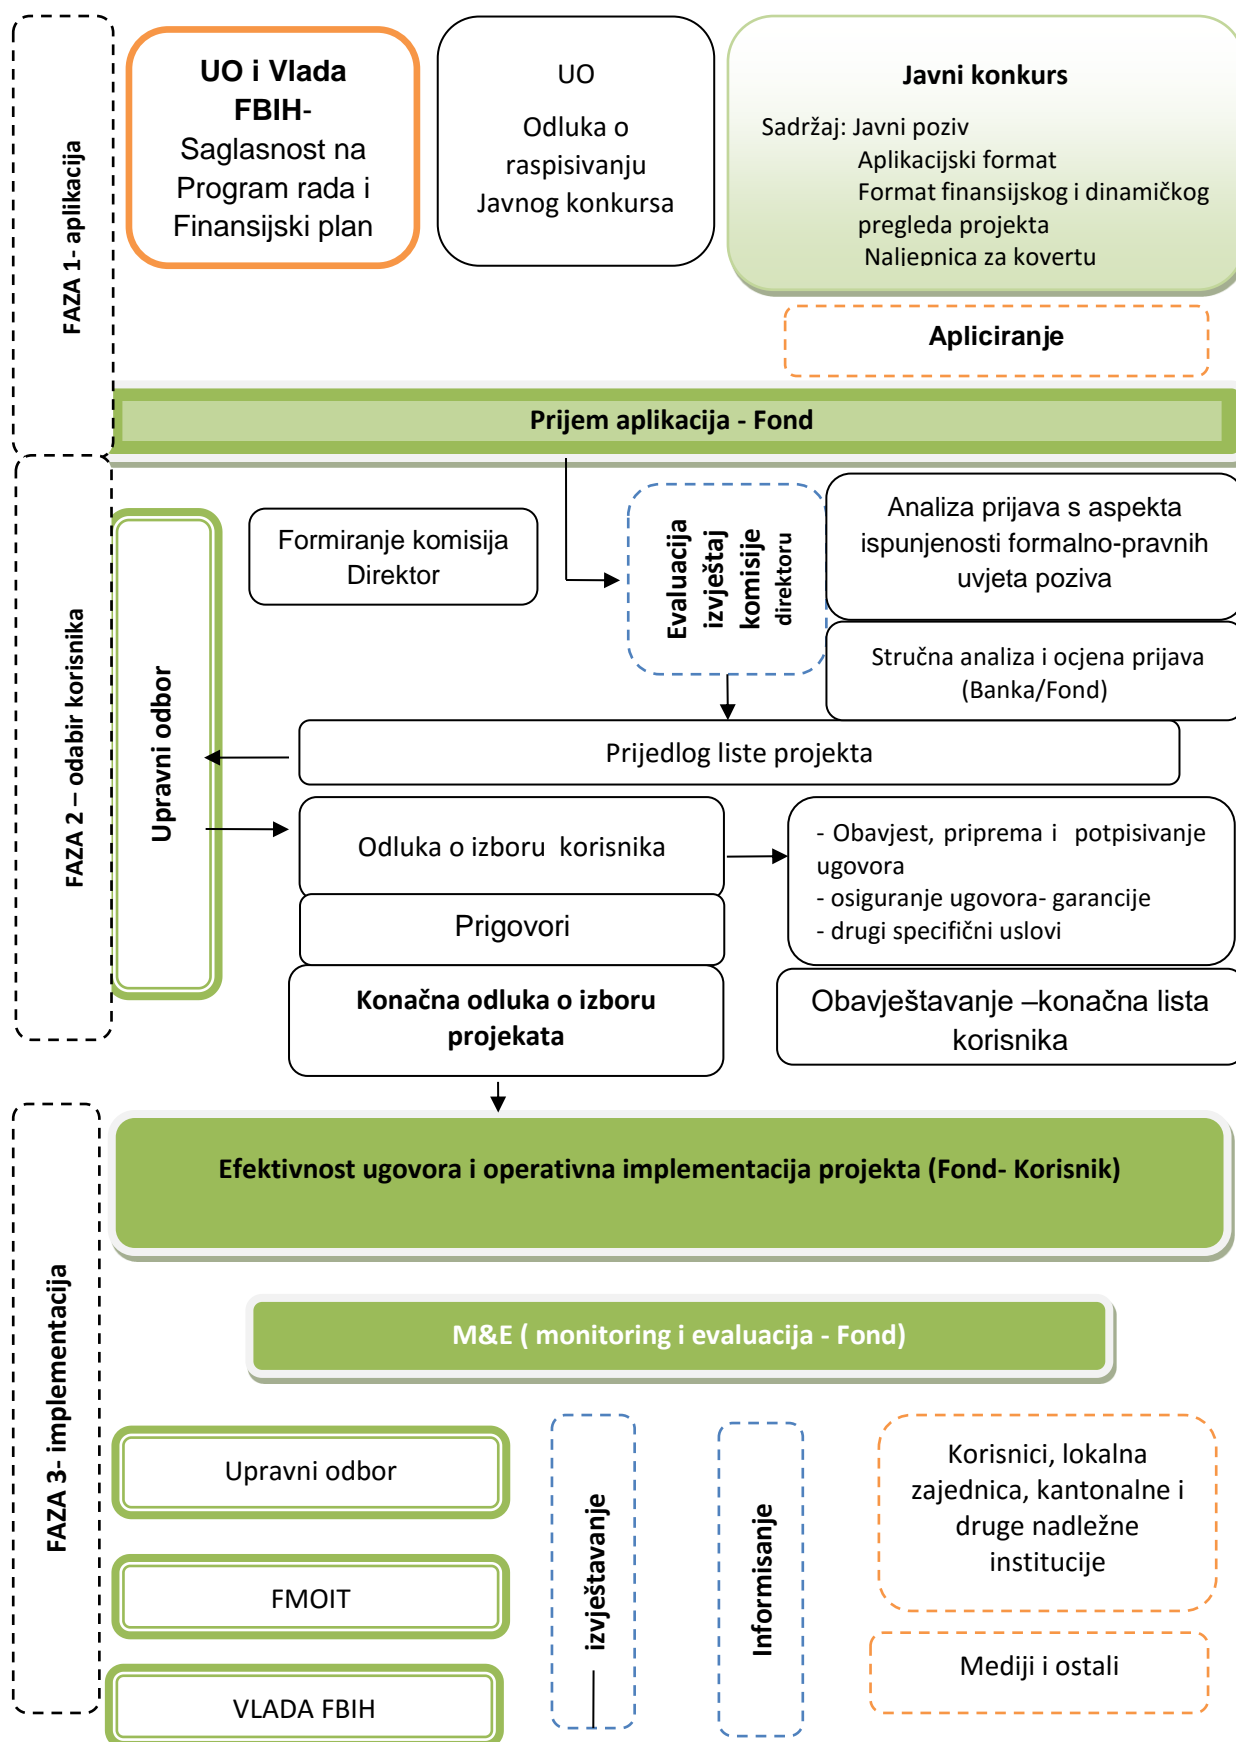 FAZA 1- aplikacija
UO i Vlada
FBIH-
Saglasnost na
Program rada i
Finansijski plan
UO
Odluka o
raspisivanju
Javnog konkursa
Javni konkurs
Sadržaj: Javni poziv
Aplikacijski format
Format finansijskog i dinamičkog
pregleda projekta
Naljepnica za kovertu
Apliciranje
Prijem aplikacija - Fond
FAZA 2 – odabir korisnika
Upravni odbor
Formiranje komisija
Direktor
Evaluacija
izvještaj
komisije
direktoru
Analiza prijava s aspekta
ispunjenosti formalno-pravnih
uvjeta poziva
Stručna analiza i ocjena prijava
(Banka/Fond)
Prijedlog liste projekta
Odluka o izboru korisnika
- Obavjest, priprema i potpisivanje
ugovora
- osiguranje ugovora- garancije
- drugi specifični uslovi
Prigovori
Konačna odluka o izboru
projekata
Obavještavanje –konačna lista
korisnika
FAZA 3- implementacija
Efektivnost ugovora i operativna implementacija projekta (Fond- Korisnik)
M&E ( monitoring i evaluacija - Fond)
Upravni odbor
FMOIT
VLADA FBIH
izvještavanje
Informisanje
Korisnici, lokalna
zajednica, kantonalne i
druge nadležne
institucije
Mediji i ostali